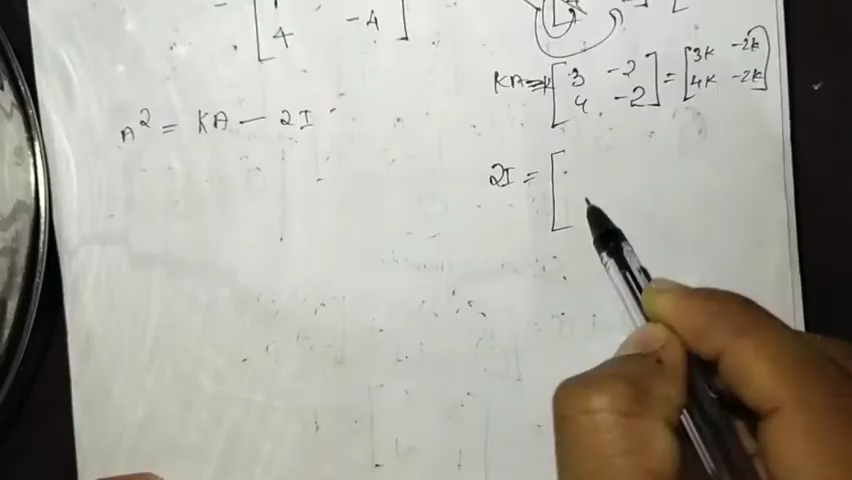 4 -4
KA = K [3 -2 = [3K -2K
4 -2] 4K -2K]
A² = KA - 2I
2I = [